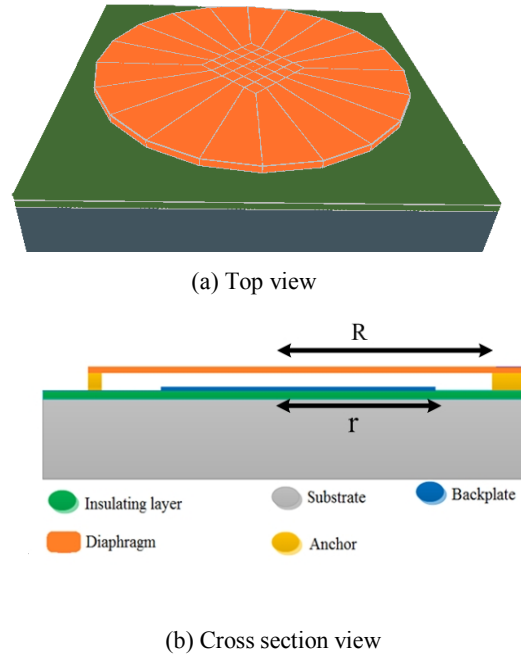 (a) Top view
R
r
Insulating layer
Substrate
Backplate
Diaphragm
Anchor
(b) Cross section view